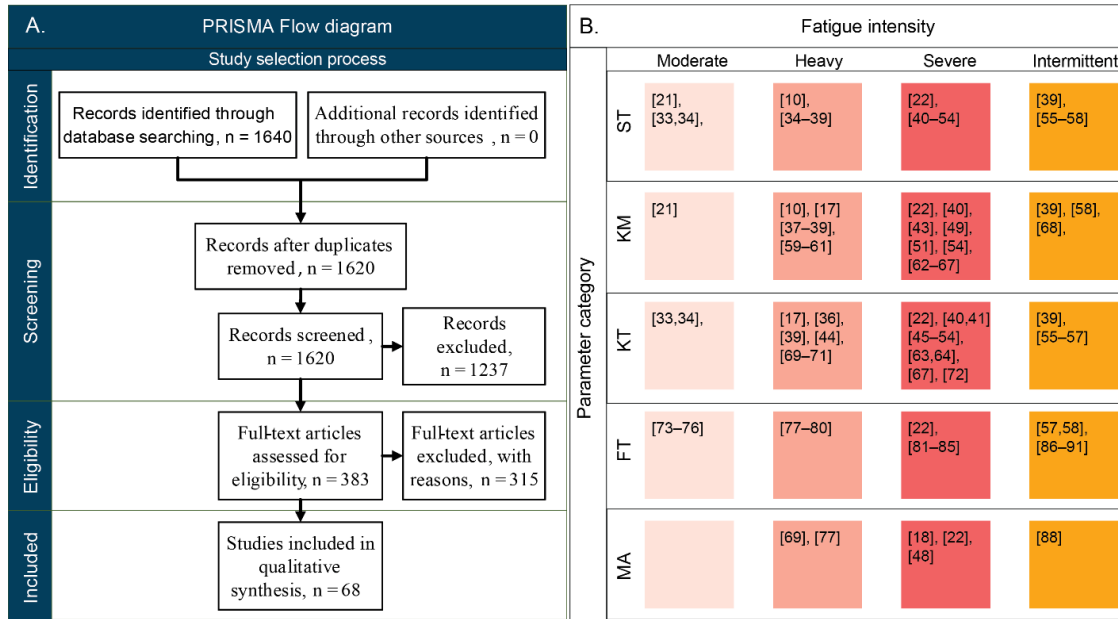 A.
PRISMA Flow diagram
Study selection process
Identification
Records identified through
database searching, n = 1640
Additional records identified
through other sources , n = 0
Screening
Records after duplicates
removed , n = 1620
Records screened ,
n = 1620
Records
excluded,
n = 1237
Eligibility
Full-text articles
assessed for
eligibility, n = 383
Full-text articles
excluded, with
reasons, n = 315
Included
Studies included in
qualitative
synthesis, n = 68
B.
Fatigue intensity
Moderate
Heavy
Severe
Intermittent
Parameter category
ST
[21],
[33,34],
[10],
[34–39]
[22],
[40–54]
[39],
[55–58]
KM
[21]
[10], [17]
[37–39],
[59–61]
[22], [40],
[43], [49],
[51], [54],
[62–67]
[39], [58],
[68],
KT
[33,34],
[17], [36],
[39], [44],
[69–71]
[22], [40,41]
[45–54],
[63,64],
[67], [72]
[39],
[55–57]
FT
[73–76]
[77–80]
[22],
[81–85]
[57,58],
[86–91]
MA
[69], [77]
[18], [22],
[48]
[88]